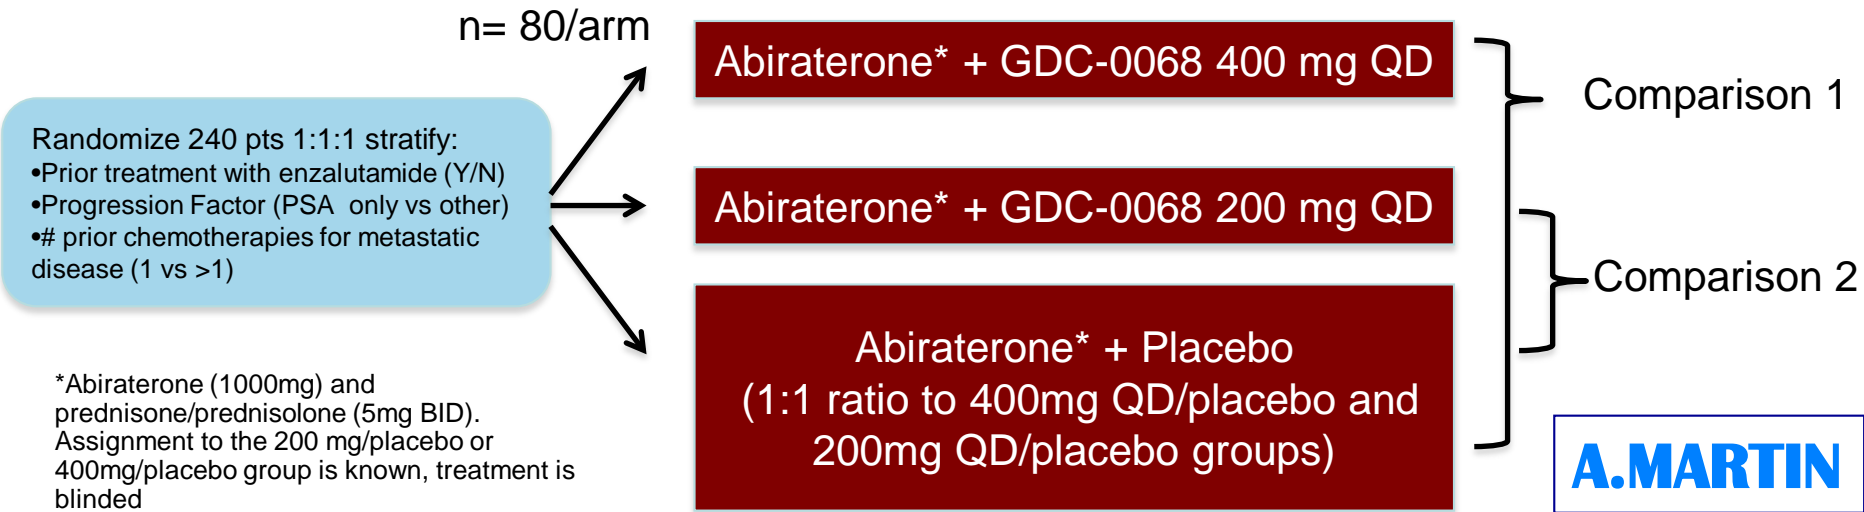 n= 80/arm
Randomize 240 pts 1:1:1 stratify:
•Prior treatment with enzalutamide (Y/N)
•Progression Factor (PSA only vs other)
•# prior chemotherapies for metastatic
disease (1 vs >1)
*Abiraterone (1000mg) and
prednisone/prednisolone (5mg BID).
Assignment to the 200 mg/placebo or
400mg/placebo group is known, treatment is
blinded
Abiraterone* + GDC-0068 400 mg QD
Abiraterone* + GDC-0068 200 mg QD
Abiraterone* + Placebo
(1:1 ratio to 400mg QD/placebo and
200mg QD/placebo groups)
Comparison 1
Comparison 2
A.MARTIN